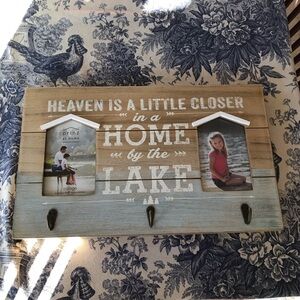 HEAVEN IS A LITTLE CLOSER
in a
HOME
by the
LAKE